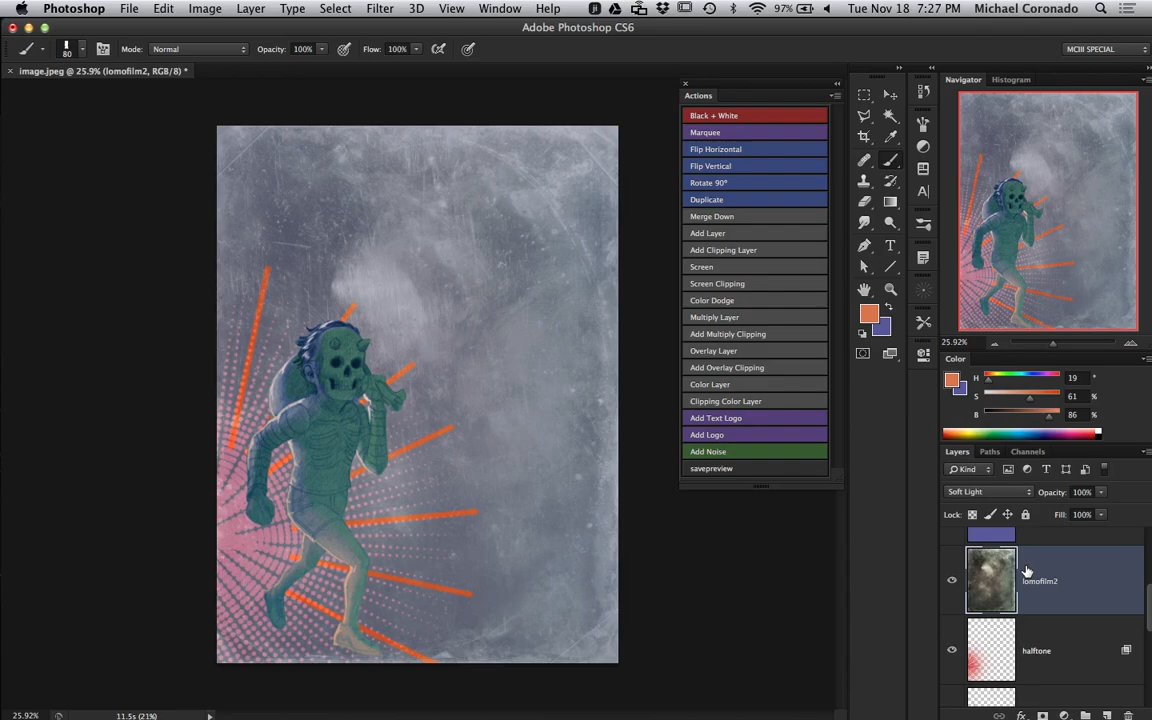 Photoshop File Edit Image Layer Type Select Filter 3D View Window Help 97% Tue Nov 18 7:27 PM Michael Coronado
Adobe Photoshop CS6
80 Mode: Normal Opacity: 100% Flow: 100% MCIII SPECIAL
× image.jpeg @ 25.9% (lomofilm2, RGB/8) *
Actions
Black + White
Marquee
Flip Horizontal
Flip Vertical
Rotate 90º
Duplicate
Merge Down
Add Layer
Add Clipping Layer
Screen
Screen Clipping
Color Dodge
Multiply Layer
Add Multiply Clipping
Overlay Layer
Add Overlay Clipping
Color Layer
Clipping Color Layer
Add Text Logo
Add Logo
Add Noise
savepreview
Navigator Histogram
25.92%
Color
H 19 °
S 61 %
B 86 %
Layers Paths Channels
Kind
Soft Light Opacity: 100%
Lock: Fill: 100%
lomofilm2
halftone
25.92% 11.5s (21%)